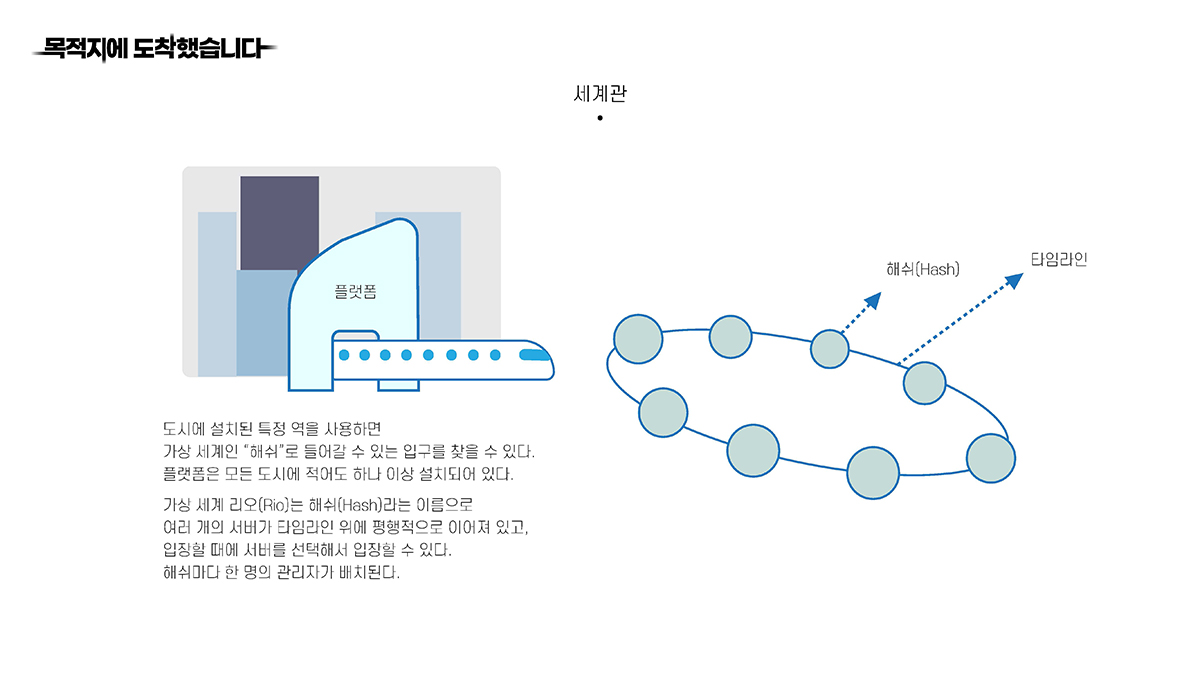 목적지에 도착했습니다
세계관
플랫폼
해쉬(Hash)
타임라인
도시에 설치된 특정 역을 사용하면
가상 세계인 “해쉬”로 들어갈 수 있는 입구를 찾을 수 있다.
플랫폼은 모든 도시에 적어도 하나 이상 설치되어 있다.
가상 세계 리오(Rio)는 해쉬(Hash)라는 이름으로
여러 개의 서버가 타임라인 위에 평행적으로 이어져 있고,
입장할 때에 서버를 선택해서 입장할 수 있다.
해쉬마다 한 명의 관리자가 배치된다.